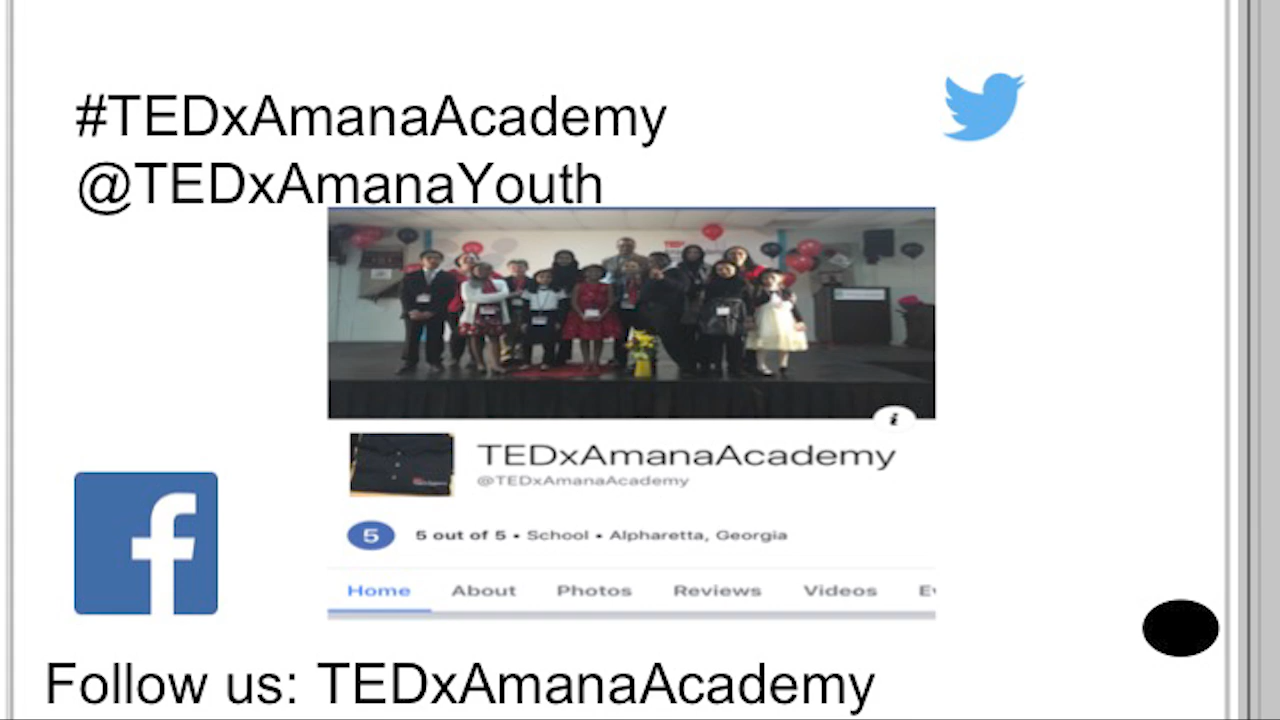 #TEDxAmanaAcademy
@TEDxAmanaYouth
TEDx
i
TEDxAmanaAcademy
@TEDxAmanaAcademy
5
5 out of 5 • School • Alpharetta, Georgia
Home About Photos Reviews Videos
Follow us: TEDxAmanaAcademy